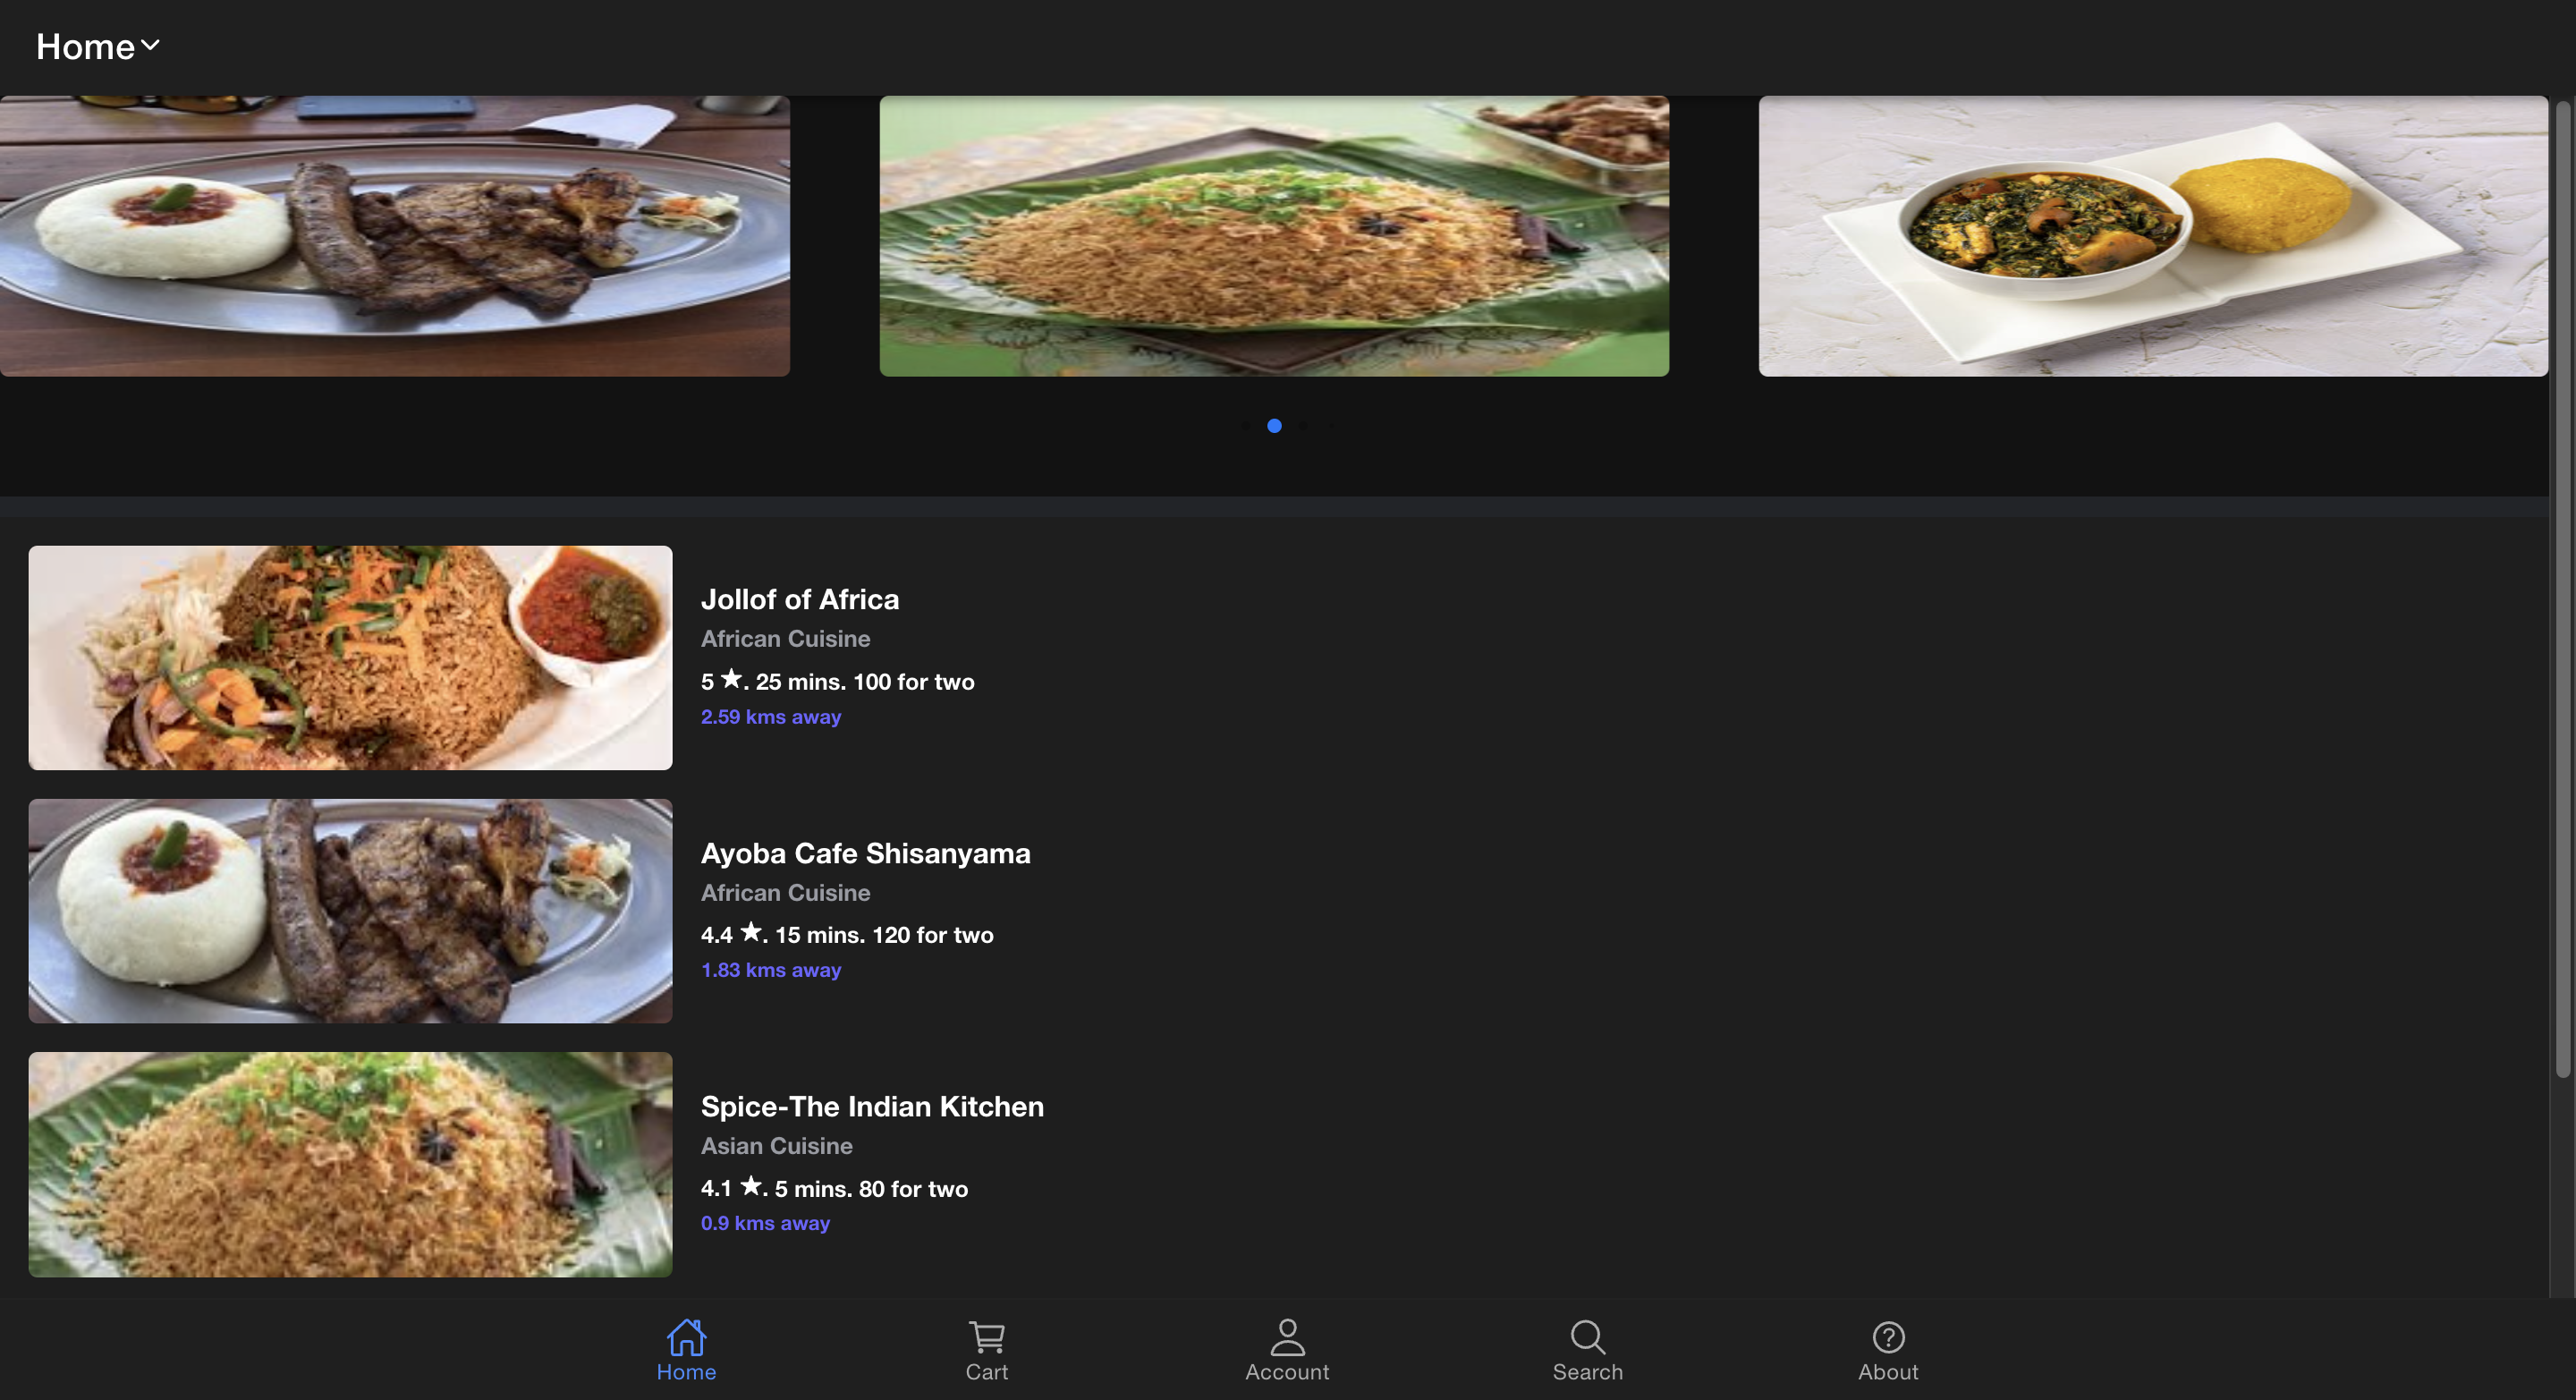 Home
Jollof of Africa
African Cuisine
5 ★. 25 mins. 100 for two
2.59 kms away
Ayoba Cafe Shisanyama
African Cuisine
4.4 ★. 15 mins. 120 for two
1.83 kms away
Spice-The Indian Kitchen
Asian Cuisine
4.1 ★. 5 mins. 80 for two
0.9 kms away
Home
Cart
Account
Search
About